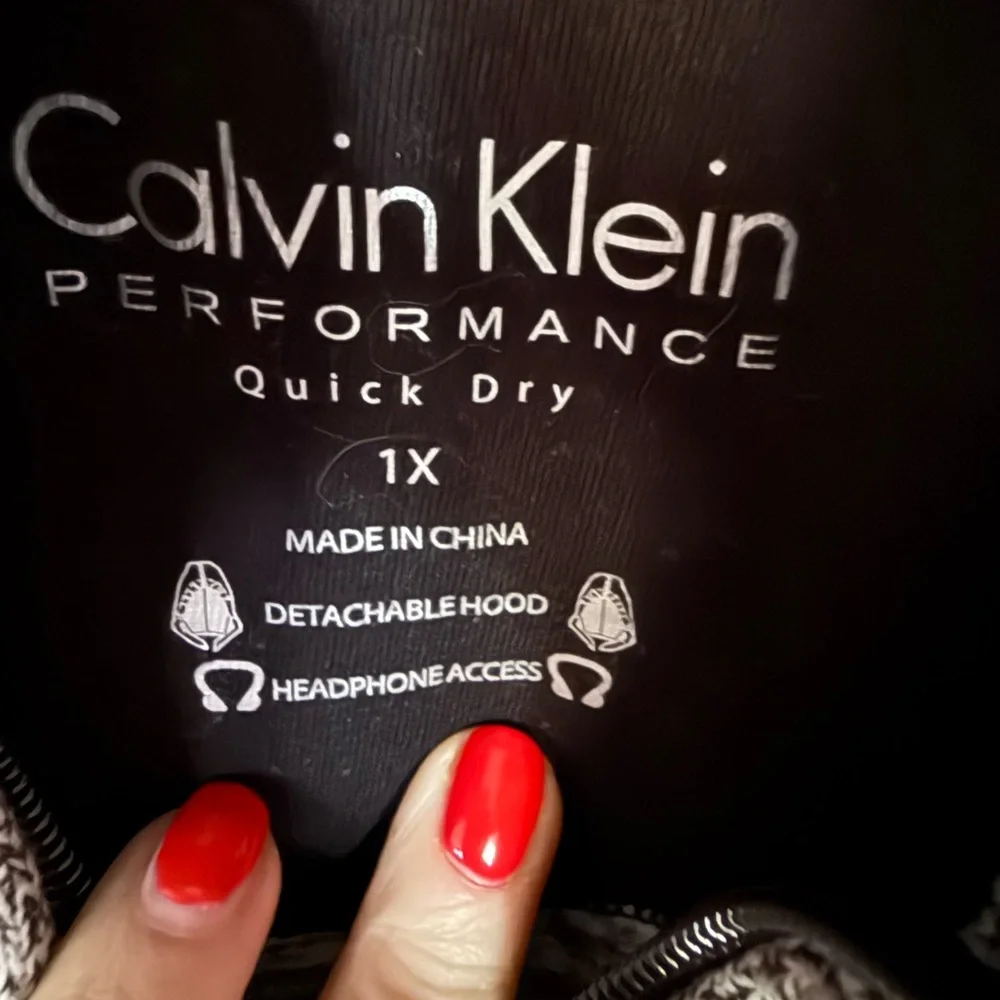 Calvin Klein
PERFORMANCE
Quick Dry
1X
MADE IN CHINA
DETACHABLE HOOD
HEADPHONE ACCESS